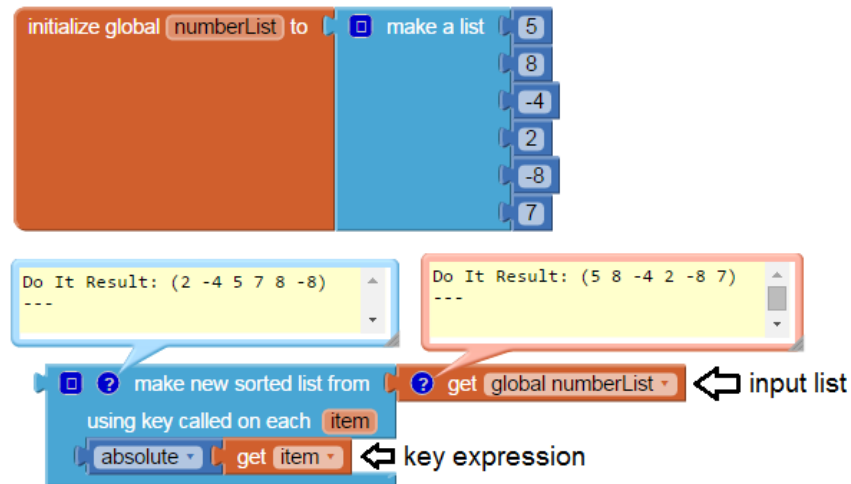 initialize global numberList to make a list 5
8
-4
2
-8
7
Do It Result: (2 -4 5 7 8 -8)
---
Do It Result: (5 8 -4 2 -8 7)
---
? make new sorted list from ? get global numberList input list
using key called on each item
absolute get item key expression